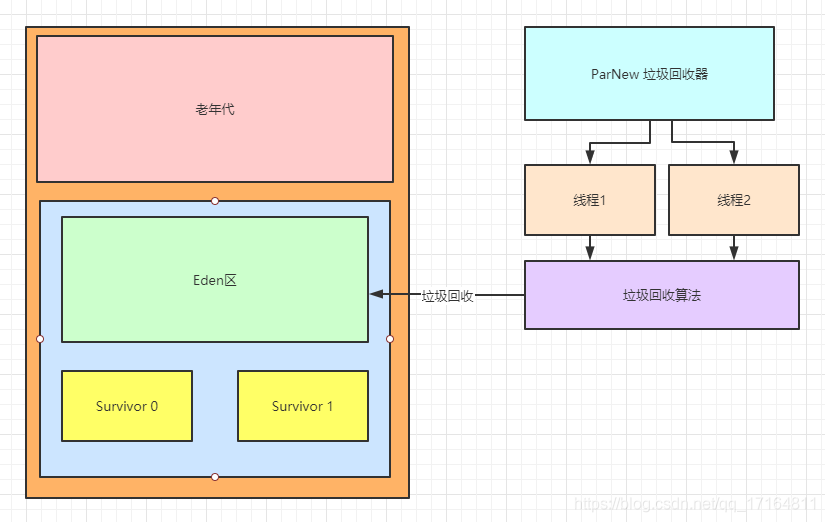 老年代
Eden区
Survivor 0
Survivor 1
垃圾回收
ParNew 垃圾回收器
线程1
线程2
垃圾回收算法
https://blog.csdn.net/qq_17164811